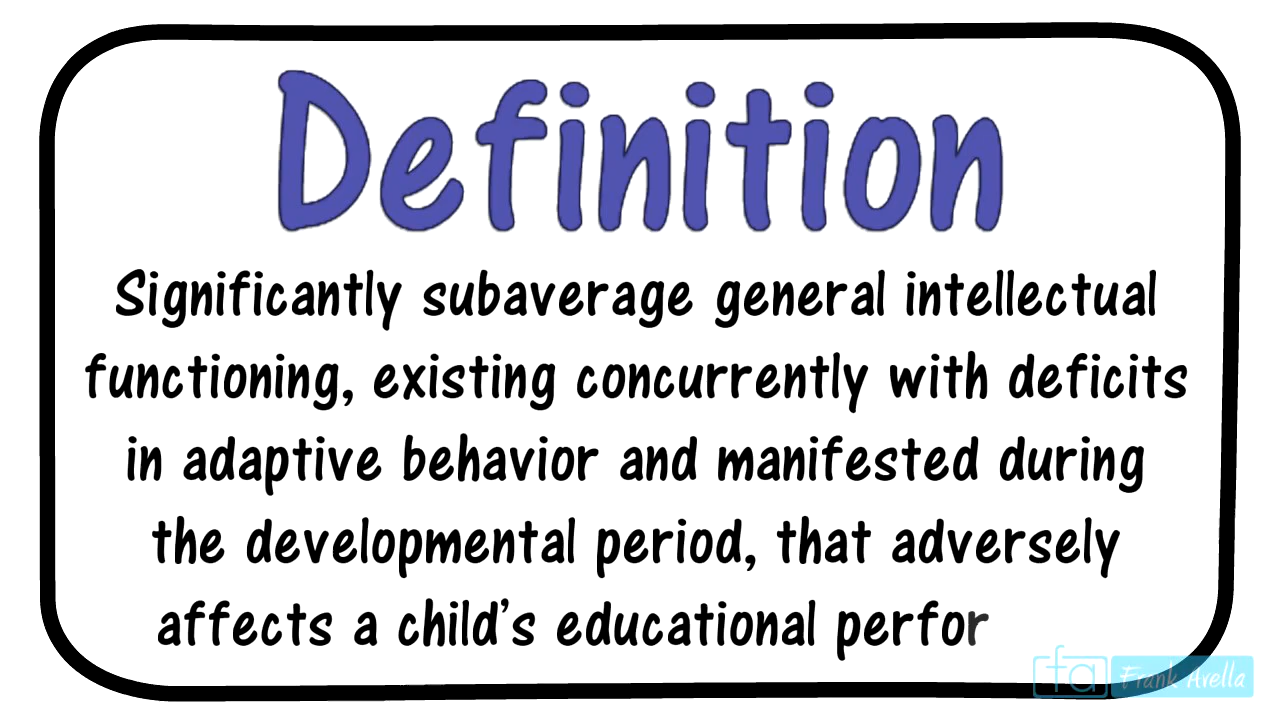 Definition
Significantly subaverage general intellectual
functioning, existing concurrently with deficits
in adaptive behavior and manifested during
the developmental period, that adversely
affects a child's educational perfor
fa Frank Avella